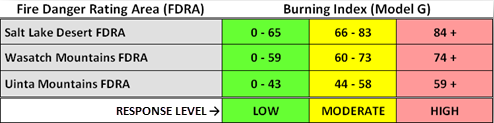 Fire Danger Rating Area (FDRA) Burning Index (Model G)
Salt Lake Desert FDRA 0 - 65 66 - 83 84 +
Wasatch Mountains FDRA 0 - 59 60 - 73 74 +
Uinta Mountains FDRA 0 - 43 44 - 58 59 +
RESPONSE LEVEL → LOW MODERATE HIGH